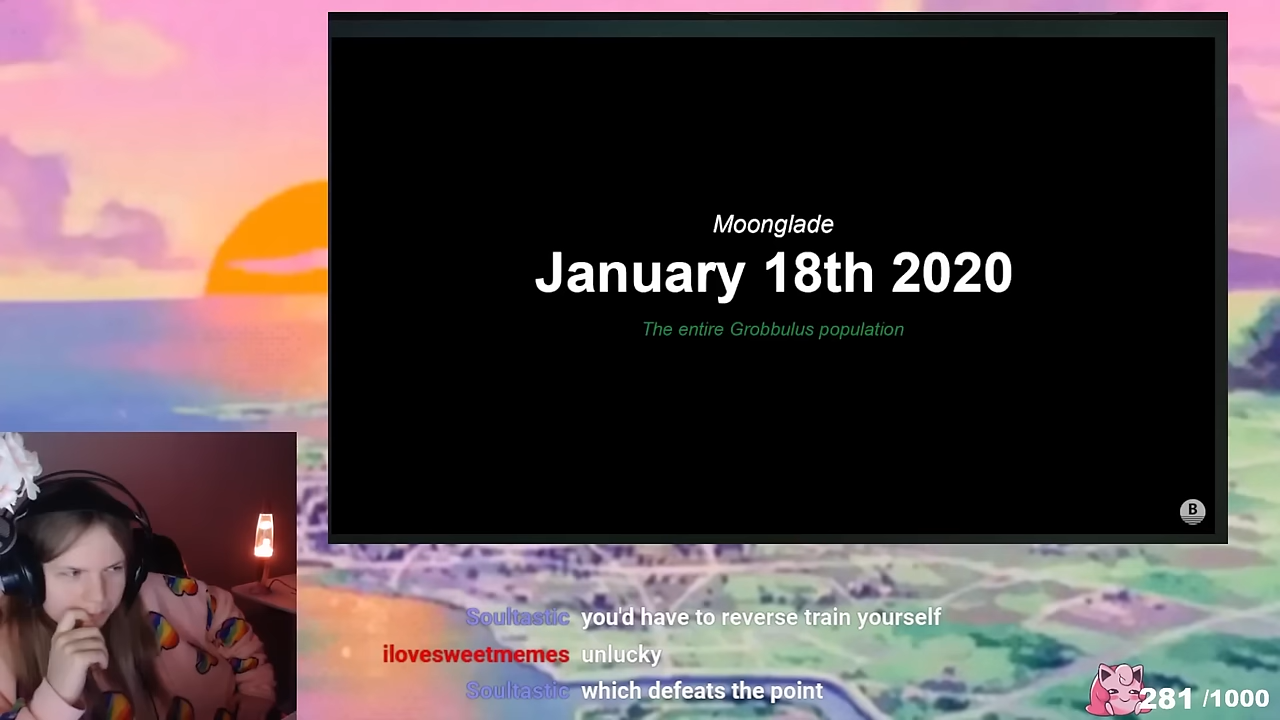 Moonglade
January 18th 2020
The entire Grobbulus population
B
Soultastic you'd have to reverse train yourself
ilovesweetmemes unlucky
Soultastic which defeats the point
281 /1000